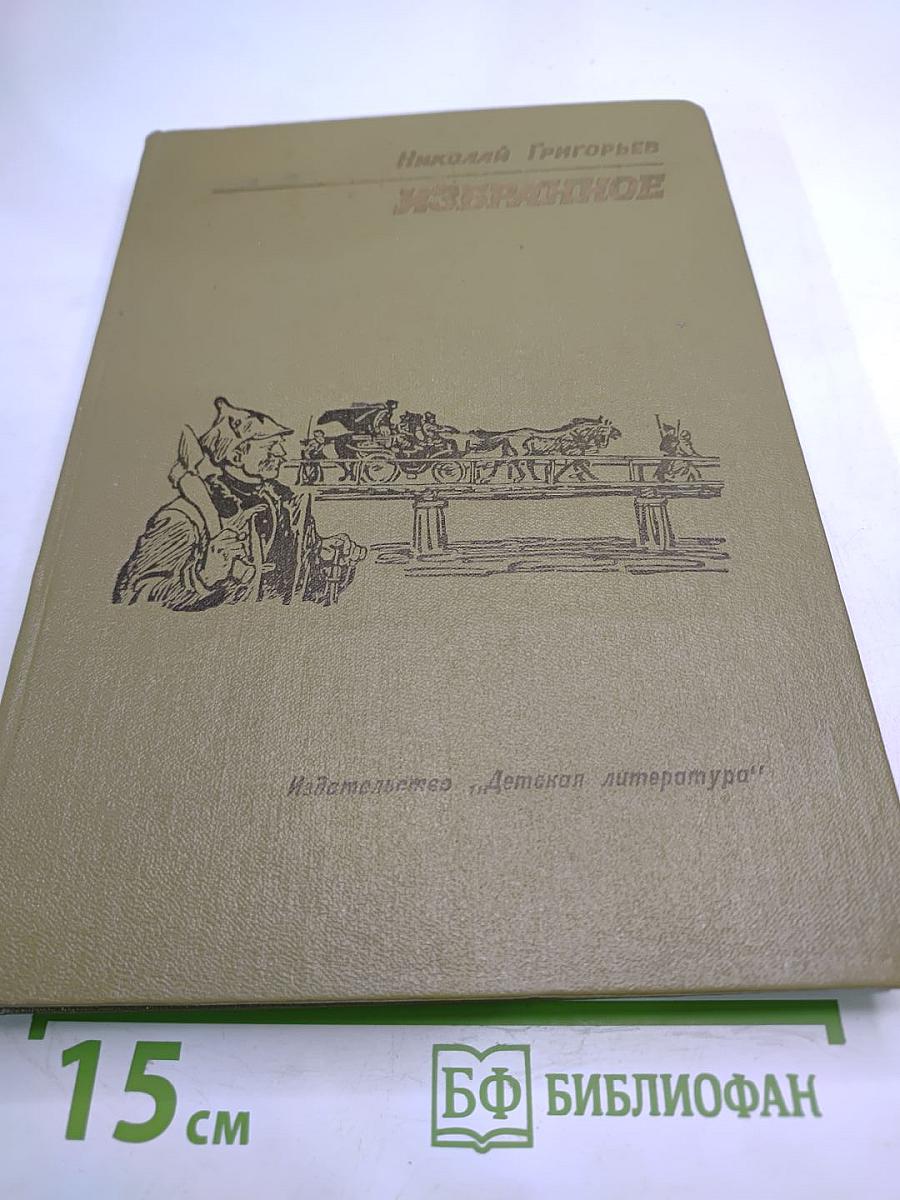 Николай Григорьев
ИЗБРАННОЕ
Издательство „Детская литература“
15 см
БФ БИБЛИОФАН